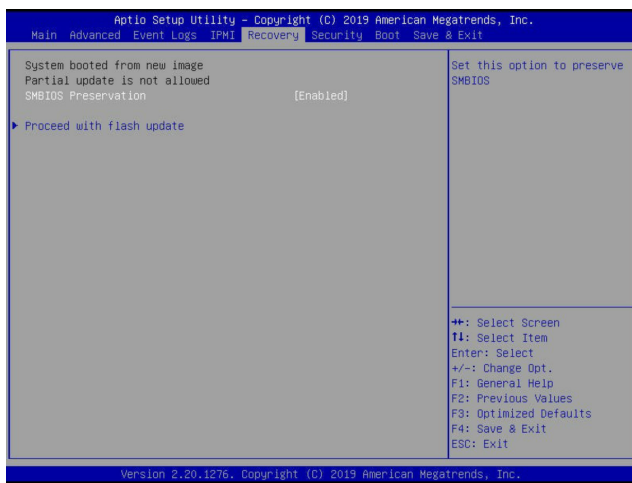 Aptio Setup Utility – Copyright (C) 2019 American Megatrends, Inc.
Main Advanced Event Logs IPMI Recovery Security Boot Save & Exit
System booted from new image
Partial update is not allowed
SMBIOS Preservation [Enabled]
Proceed with flash update
Set this option to preserve
SMBIOS
→←: Select Screen
↑↓: Select Item
Enter: Select
+/-: Change Opt.
F1: General Help
F2: Previous Values
F3: Optimized Defaults
F4: Save & Exit
ESC: Exit
Version 2.20.1276. Copyright (C) 2019 American Megatrends, Inc.